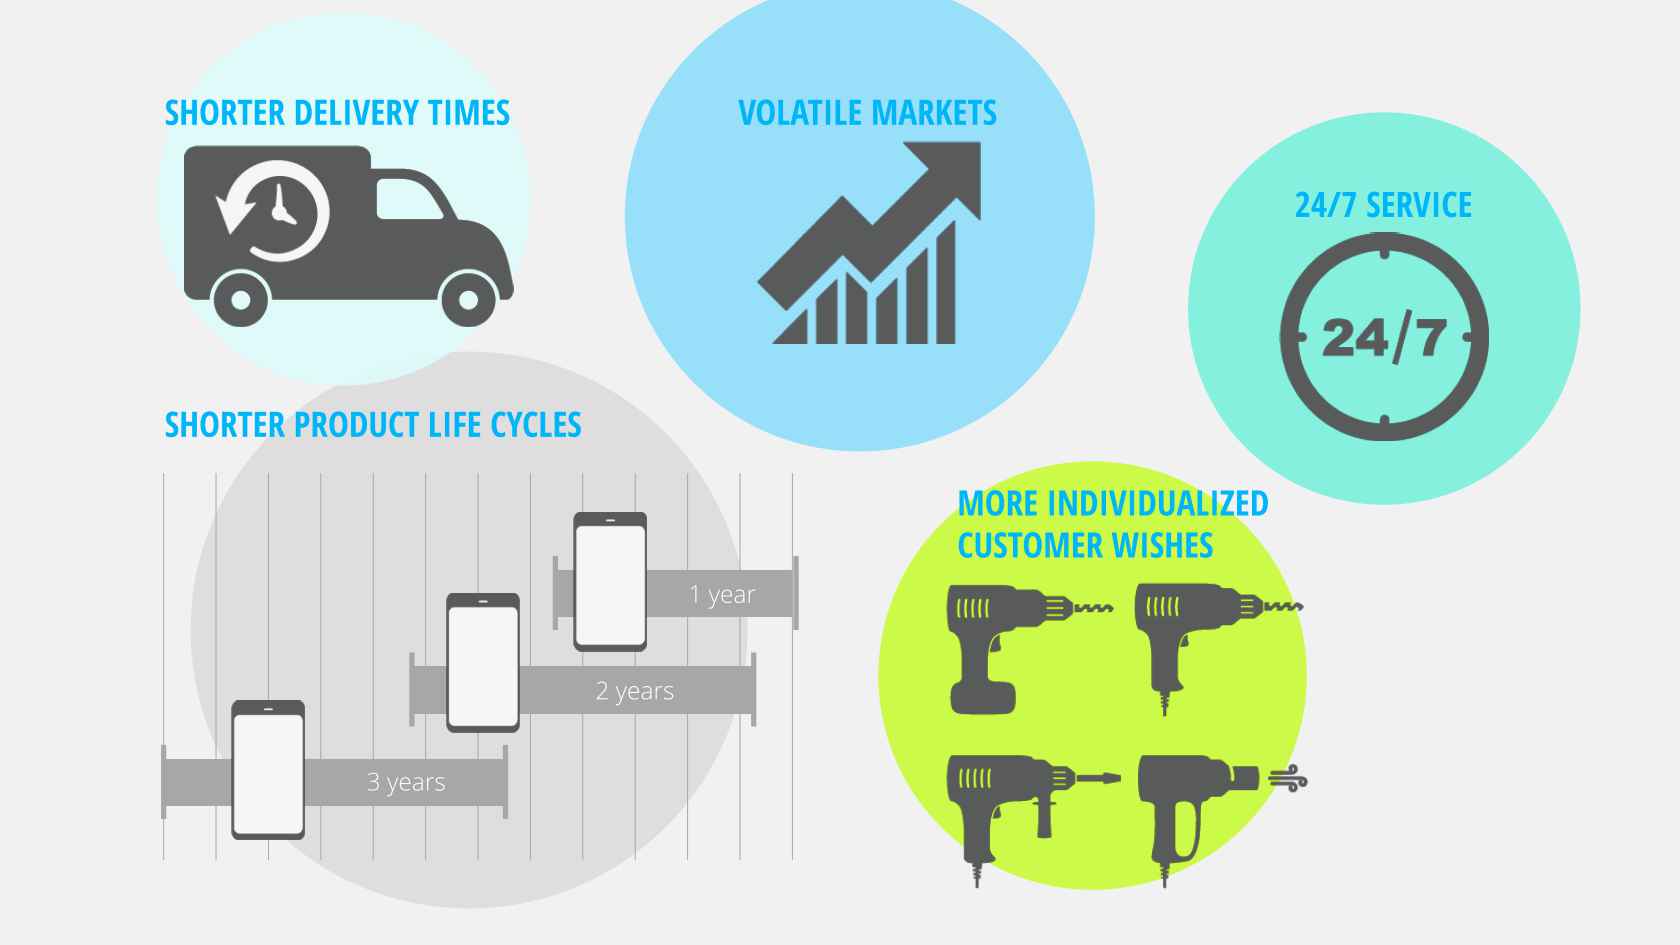 SHORTER DELIVERY TIMES
VOLATILE MARKETS
24/7 SERVICE
24/7
SHORTER PRODUCT LIFE CYCLES
1 year
2 years
3 years
MORE INDIVIDUALIZED
CUSTOMER WISHES